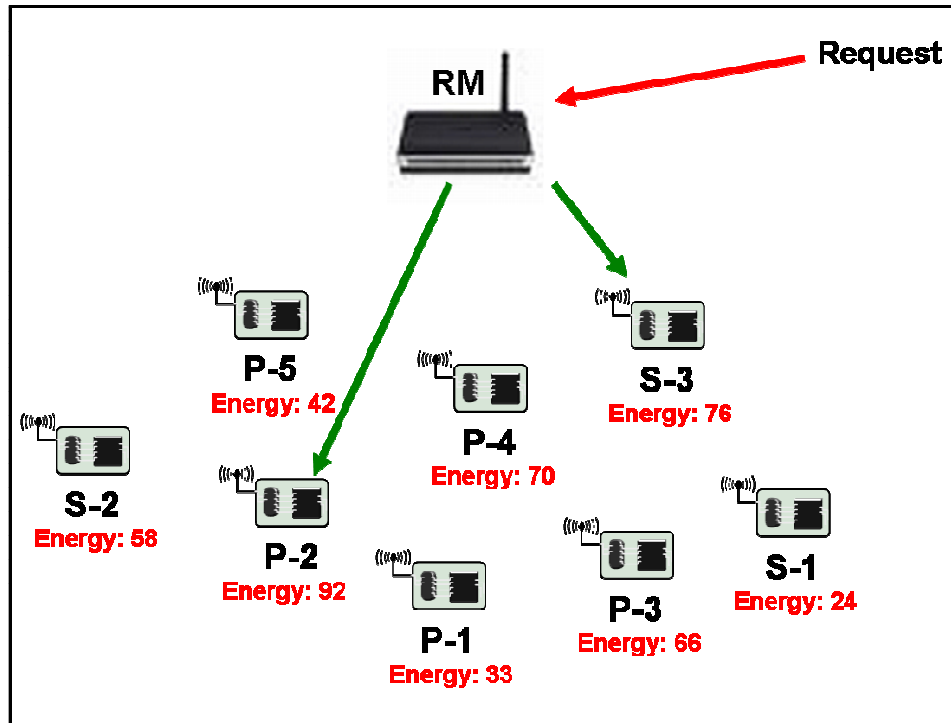 Request
RM
P-5
Energy: 42
S-3
Energy: 76
P-4
Energy: 70
S-2
Energy: 58
P-2
Energy: 92
S-1
Energy: 24
P-3
Energy: 66
P-1
Energy: 33